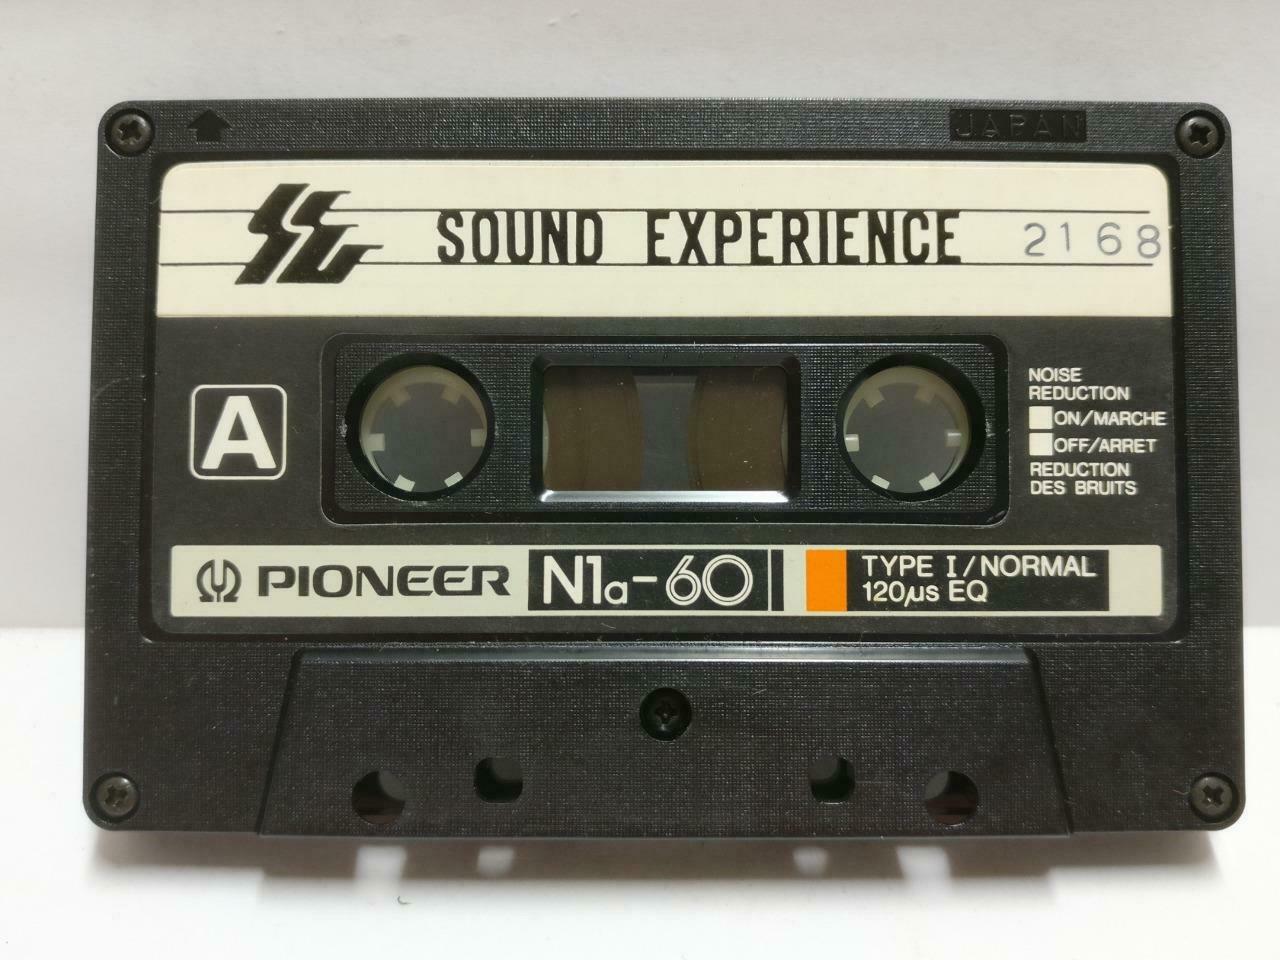 JAPAN
SOUND EXPERIENCE 2168
A
NOISE
REDUCTION
ON/MARCHE
OFF/ARRET
REDUCTION
DES BRUITS
PIONEER N1a-60
TYPE I/NORMAL
120µs EQ